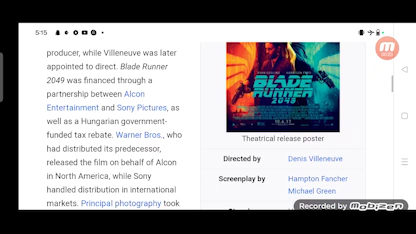 5:15
producer, while Villeneuve was later
appointed to direct. Blade Runner
2049 was financed through a
partnership between Alcon
Entertainment and Sony Pictures, as
well as a Hungarian government-
funded tax rebate. Warner Bros., who
had distributed its predecessor,
released the film on behalf of Alcon
in North America, while Sony
handled distribution in international
markets. Principal photography took
BLADE
RUNNER
2049
10.6.17
Theatrical release poster
Directed by Denis Villeneuve
Screenplay by Hampton Fancher
Michael Green
Recorded by Mobizen